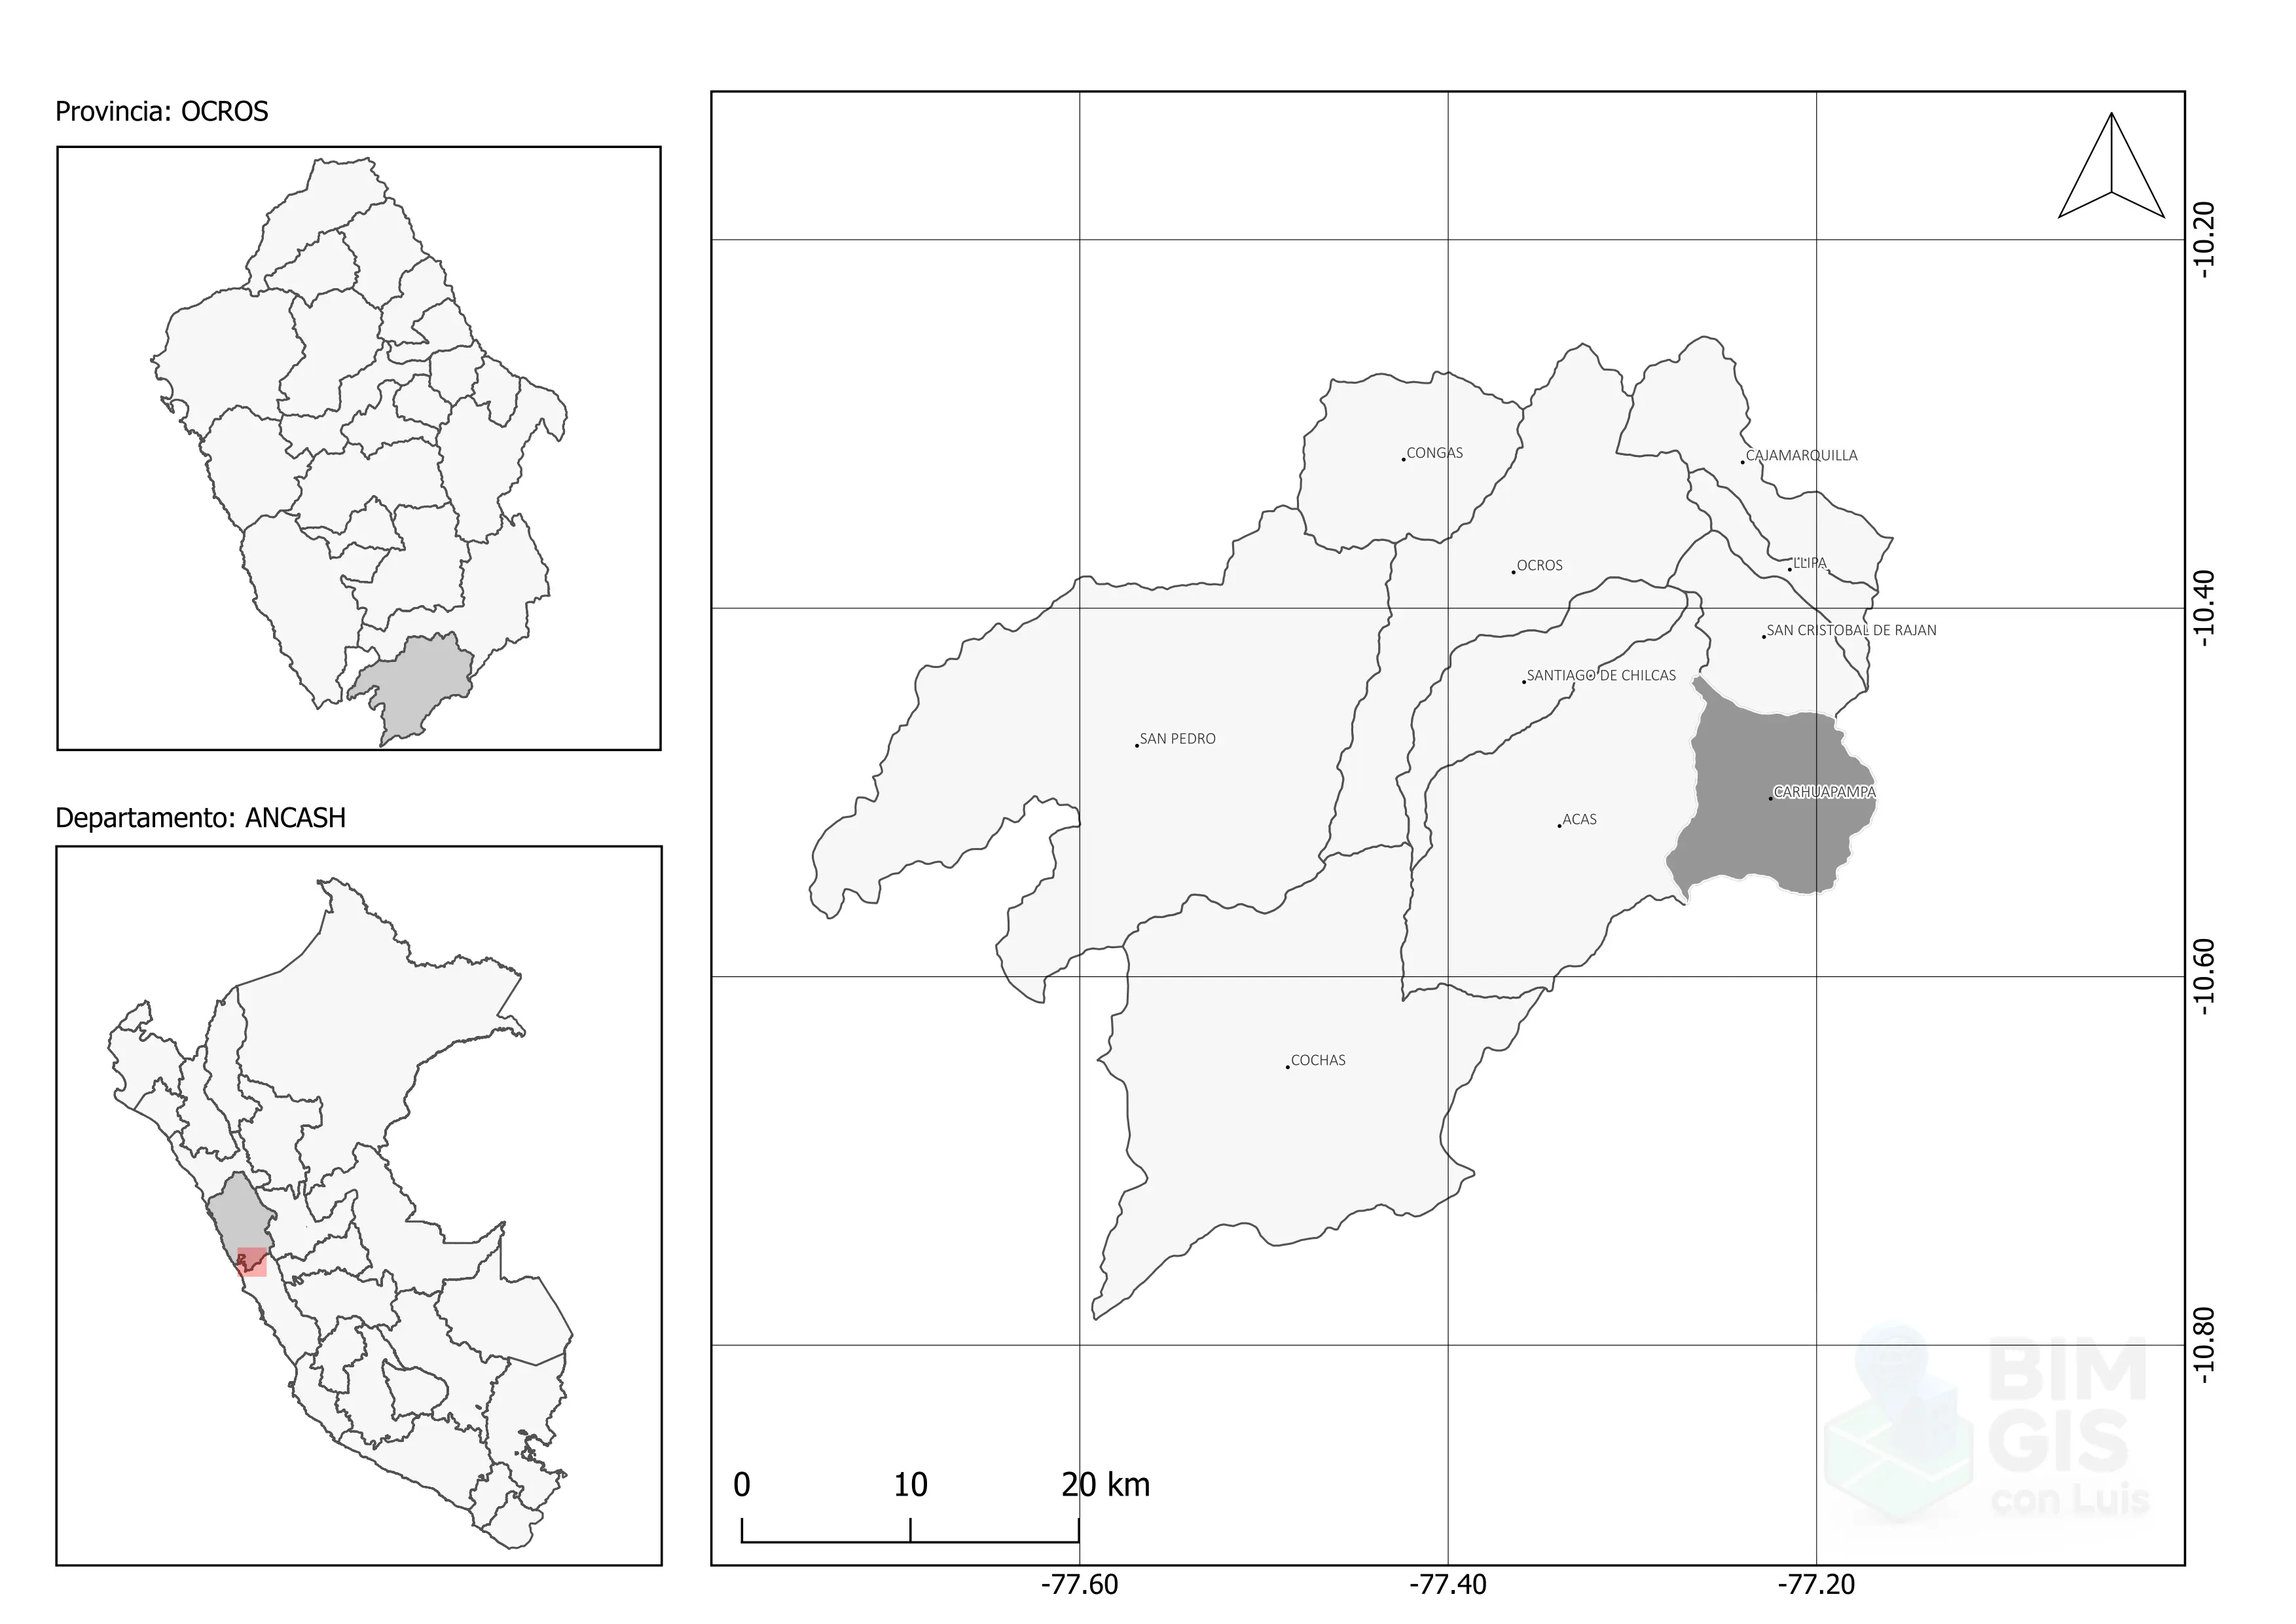 Provincia: OCROS
Departamento: ANCASH
CONGAS
CAJAMARQUILLA
OCROS
LLIPA
SAN CRISTOBAL DE RAJAN
SANTIAGO DE CHILCAS
SAN PEDRO
CARHUAPAMPA
ACAS
COCHAS
-10.20
-10.40
-10.60
-10.80
0 10 20 km
-77.60 -77.40 -77.20
BIM
GIS
con Luis